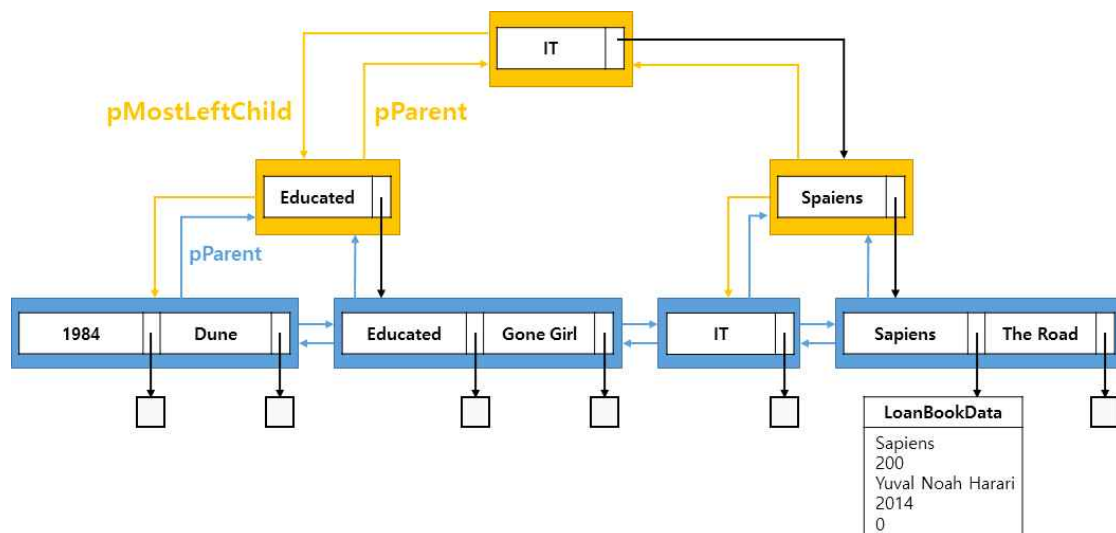 IT
pMostLeftChild
pParent
Educated
Spaiens
pParent
1984
Dune
Educated
Gone Girl
IT
Sapiens
The Road
LoanBookData
Sapiens
200
Yuval Noah Harari
2014
0